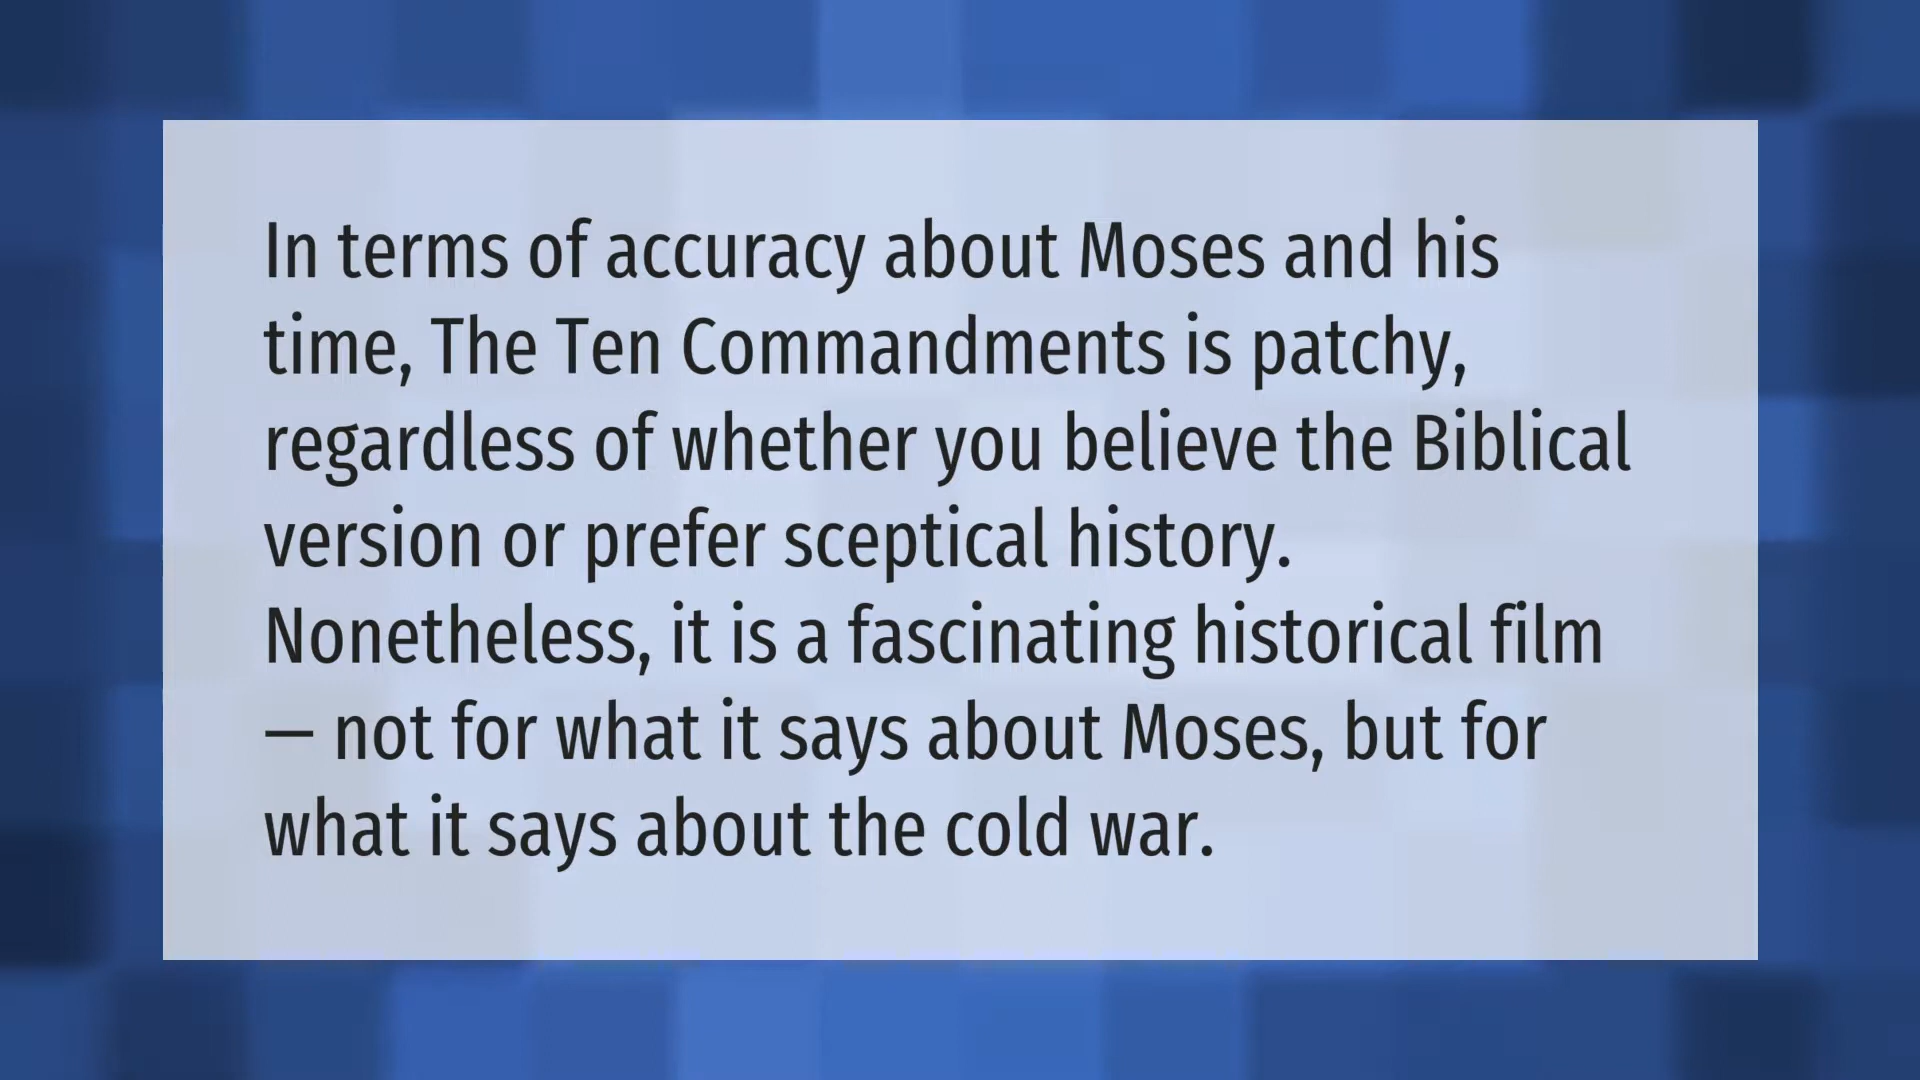 In terms of accuracy about Moses and his
time, The Ten Commandments is patchy,
regardless of whether you believe the Biblical
version or prefer sceptical history.
Nonetheless, it is a fascinating historical film
— not for what it says about Moses, but for
what it says about the cold war.